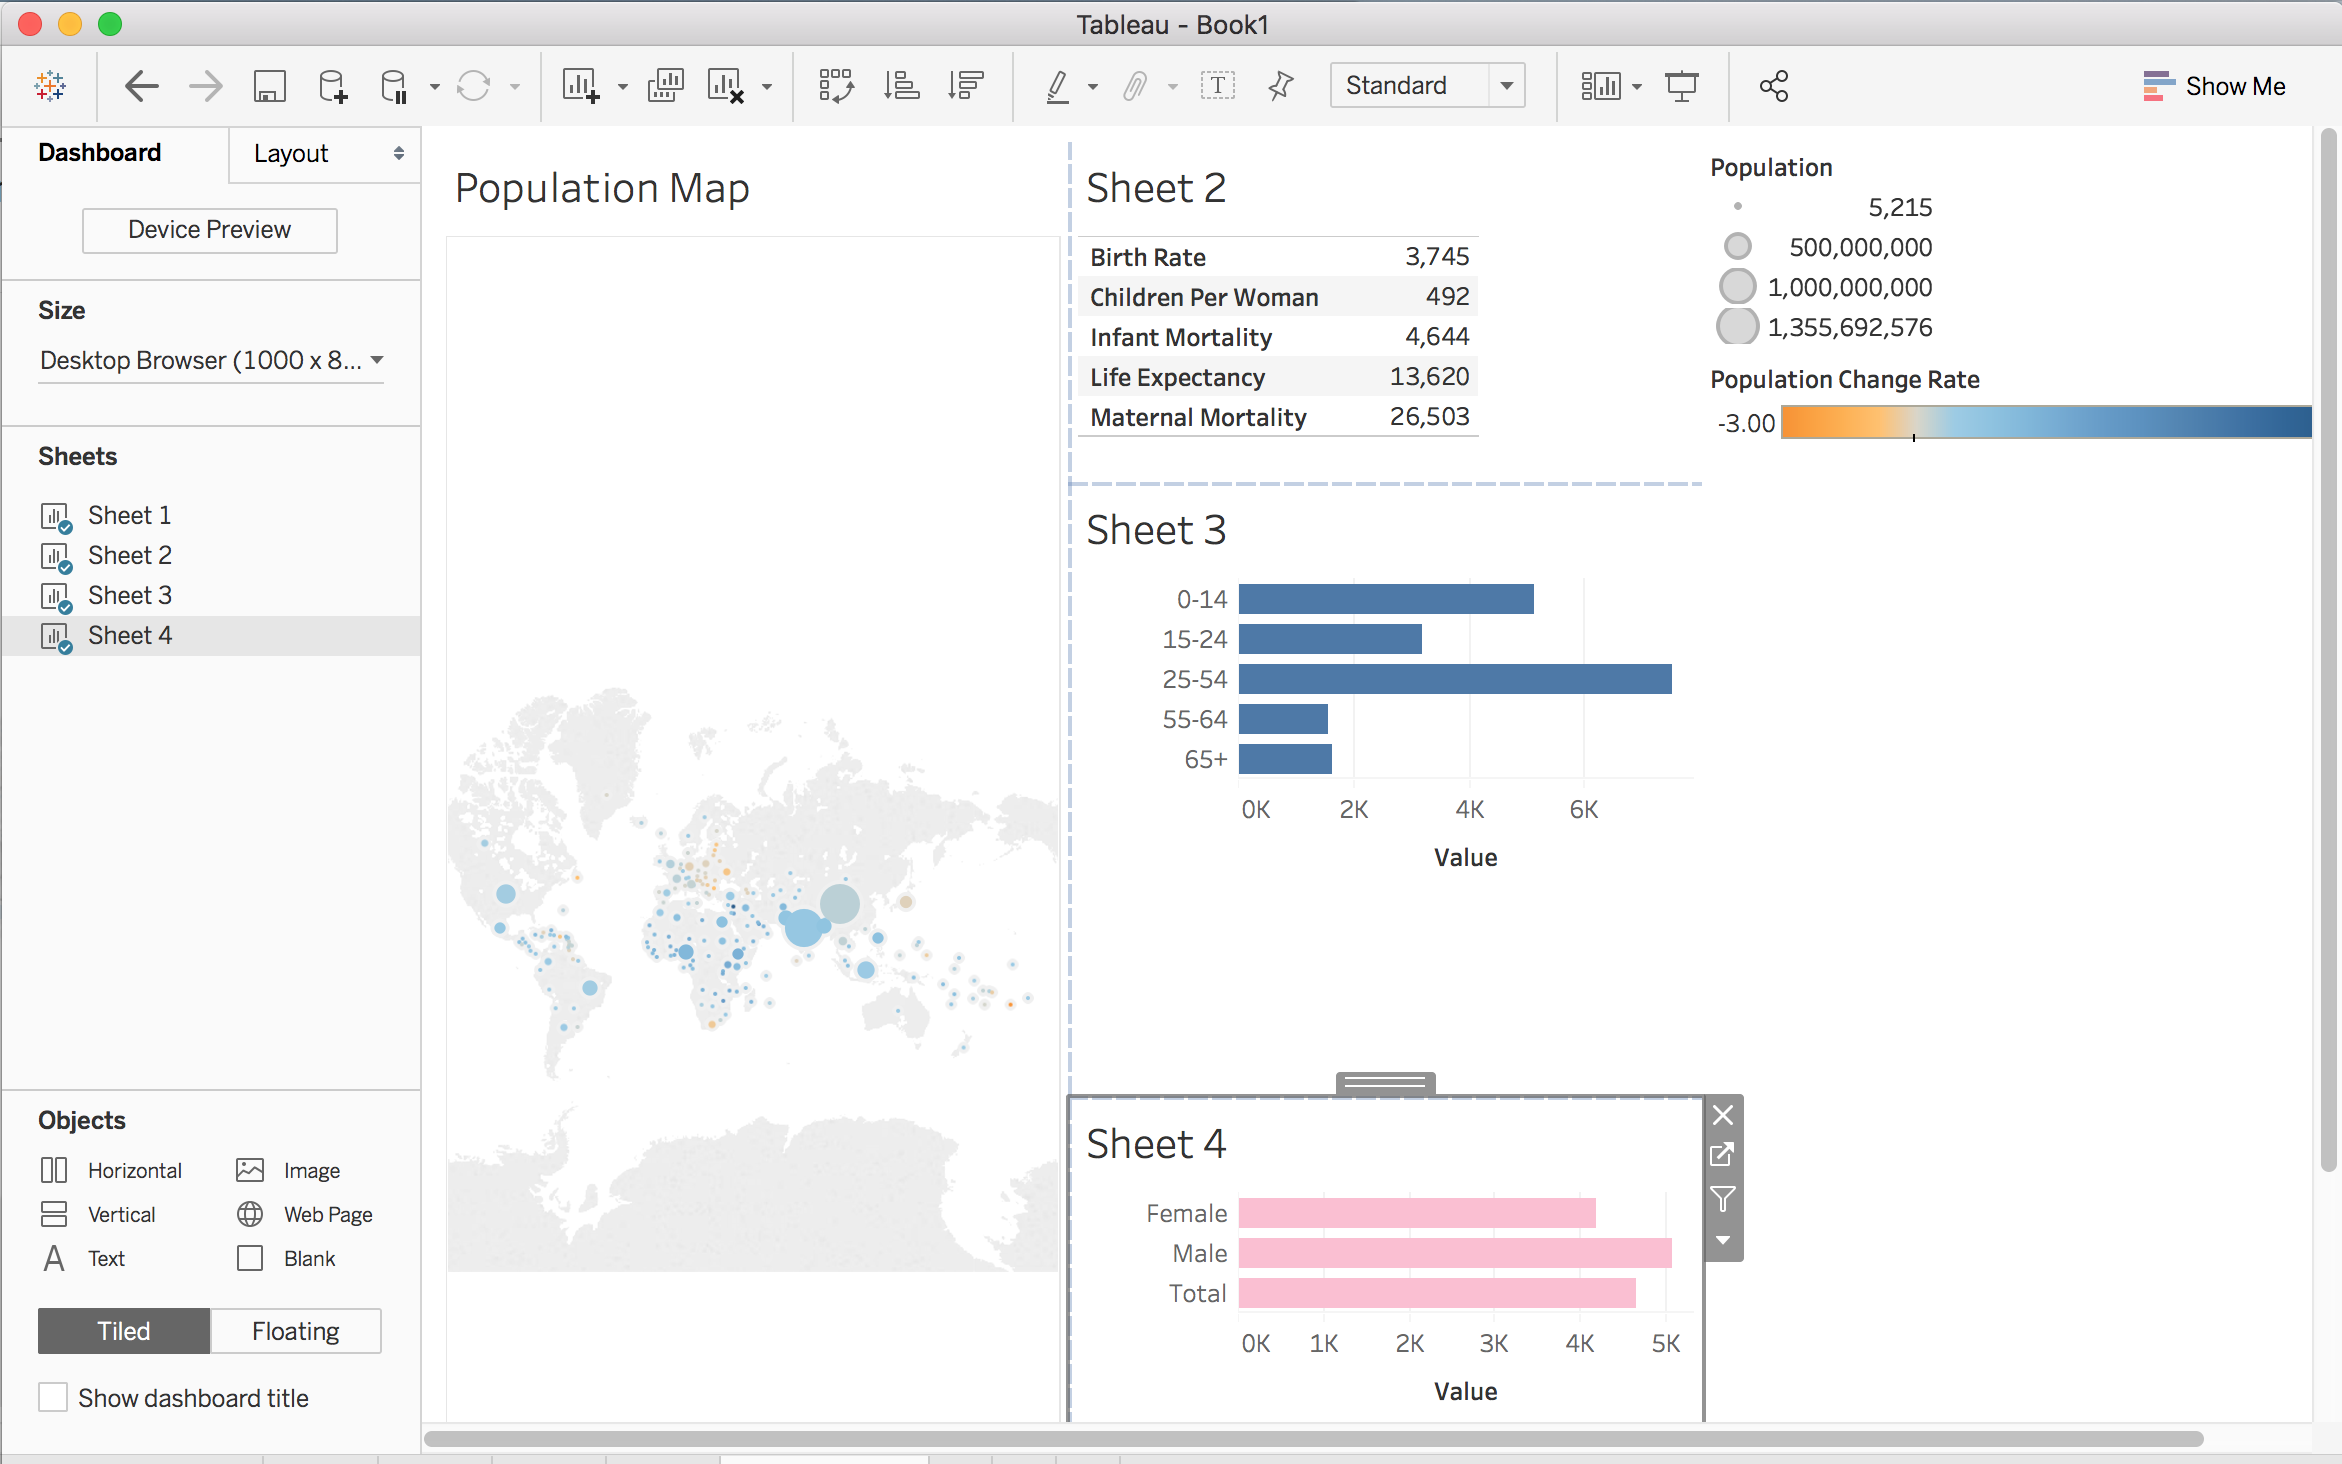 Tableau - Book1
Standard
Show Me
Dashboard
Layout
Device Preview
Size
Desktop Browser (1000 x 8...
Sheets
Sheet 1
Sheet 2
Sheet 3
Sheet 4
Objects
Horizontal
Image
Vertical
Web Page
A Text
Blank
Tiled
Floating
Show dashboard title
Population Map
Sheet 2
Birth Rate 3,745
Children Per Woman 492
Infant Mortality 4,644
Life Expectancy 13,620
Maternal Mortality 26,503
Sheet 3
0-14
15-24
25-54
55-64
65+
0K 2K 4K 6K
Value
Sheet 4
Female
Male
Total
0K 1K 2K 3K 4K 5K
Value
Population
5,215
500,000,000
1,000,000,000
1,355,692,576
Population Change Rate
-3.00